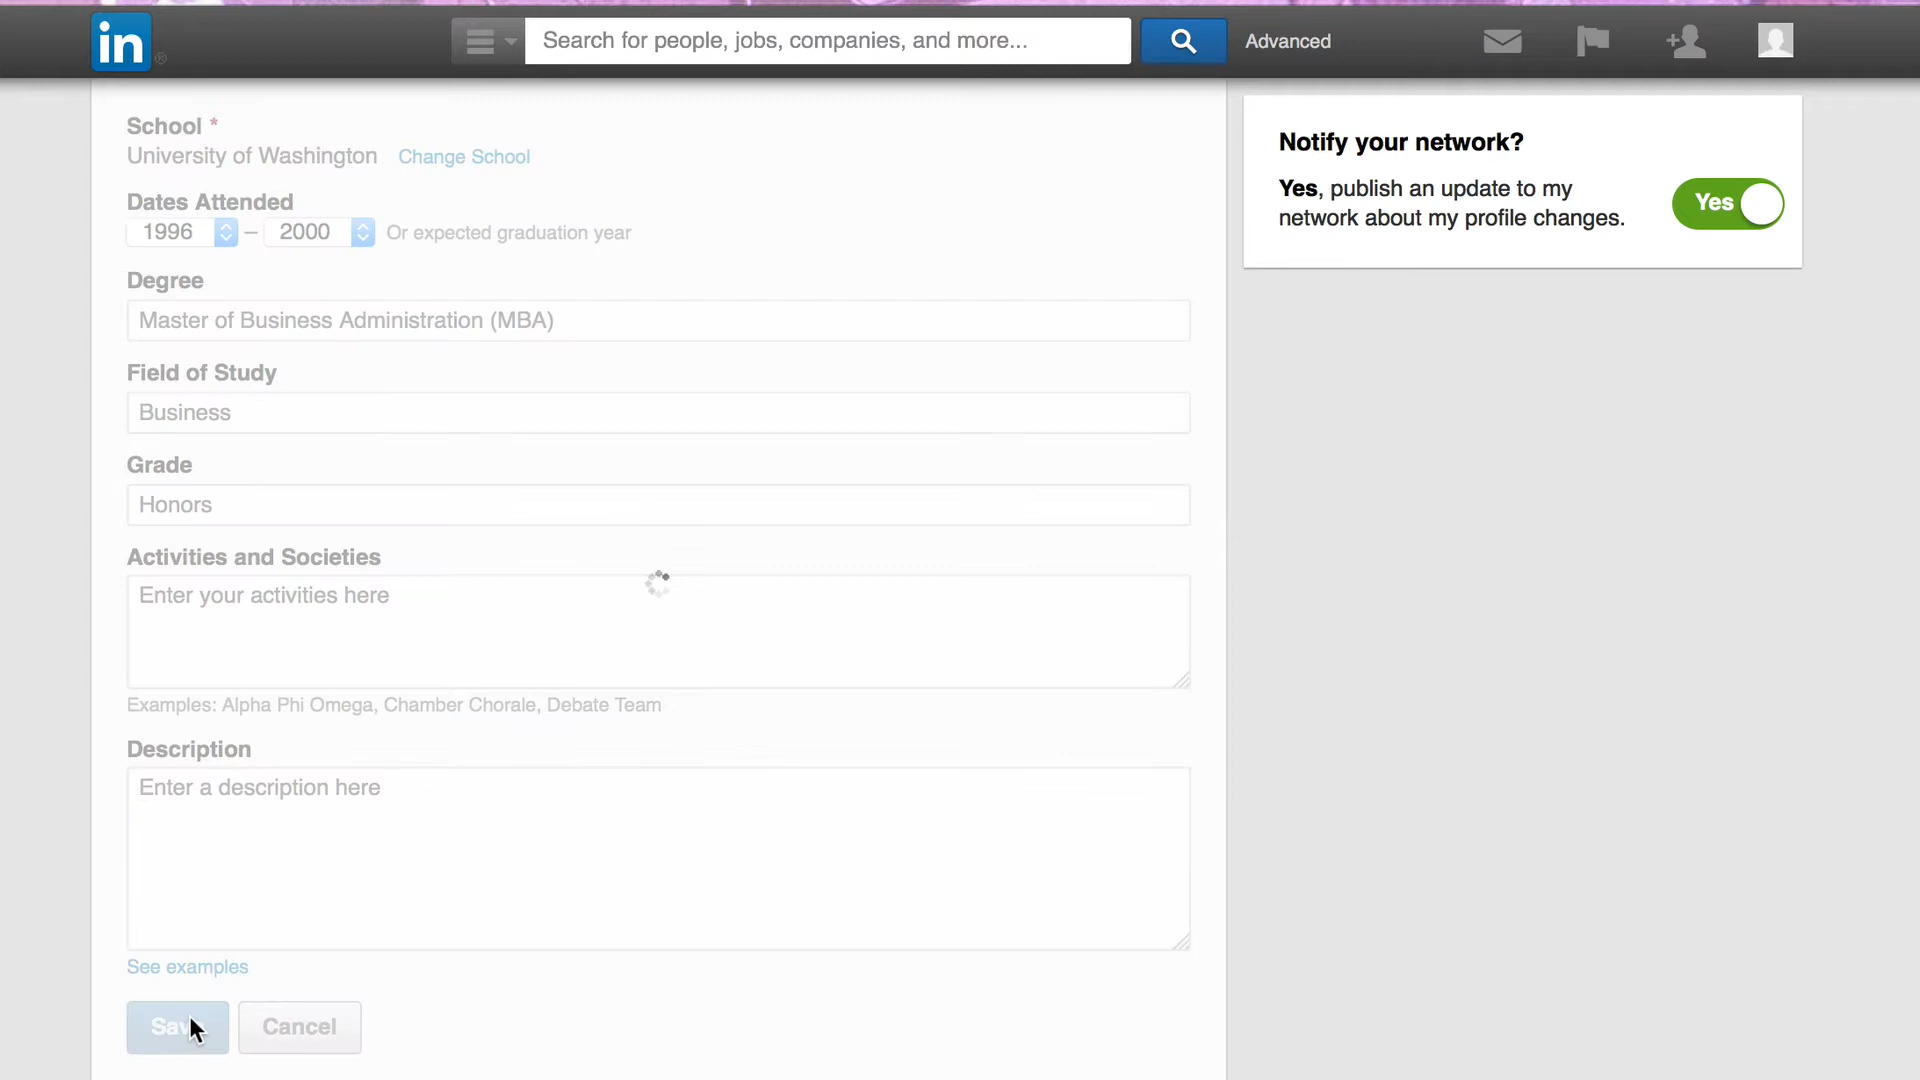 in ®
Search for people, jobs, companies, and more...
Advanced
School *
University of Washington Change School
Dates Attended
1996 – 2000 Or expected graduation year
Degree
Master of Business Administration (MBA)
Field of Study
Business
Grade
Honors
Activities and Societies
Enter your activities here
Examples: Alpha Phi Omega, Chamber Chorale, Debate Team
Description
Enter a description here
See examples
Save Cancel
Notify your network?
Yes, publish an update to my
network about my profile changes.
Yes